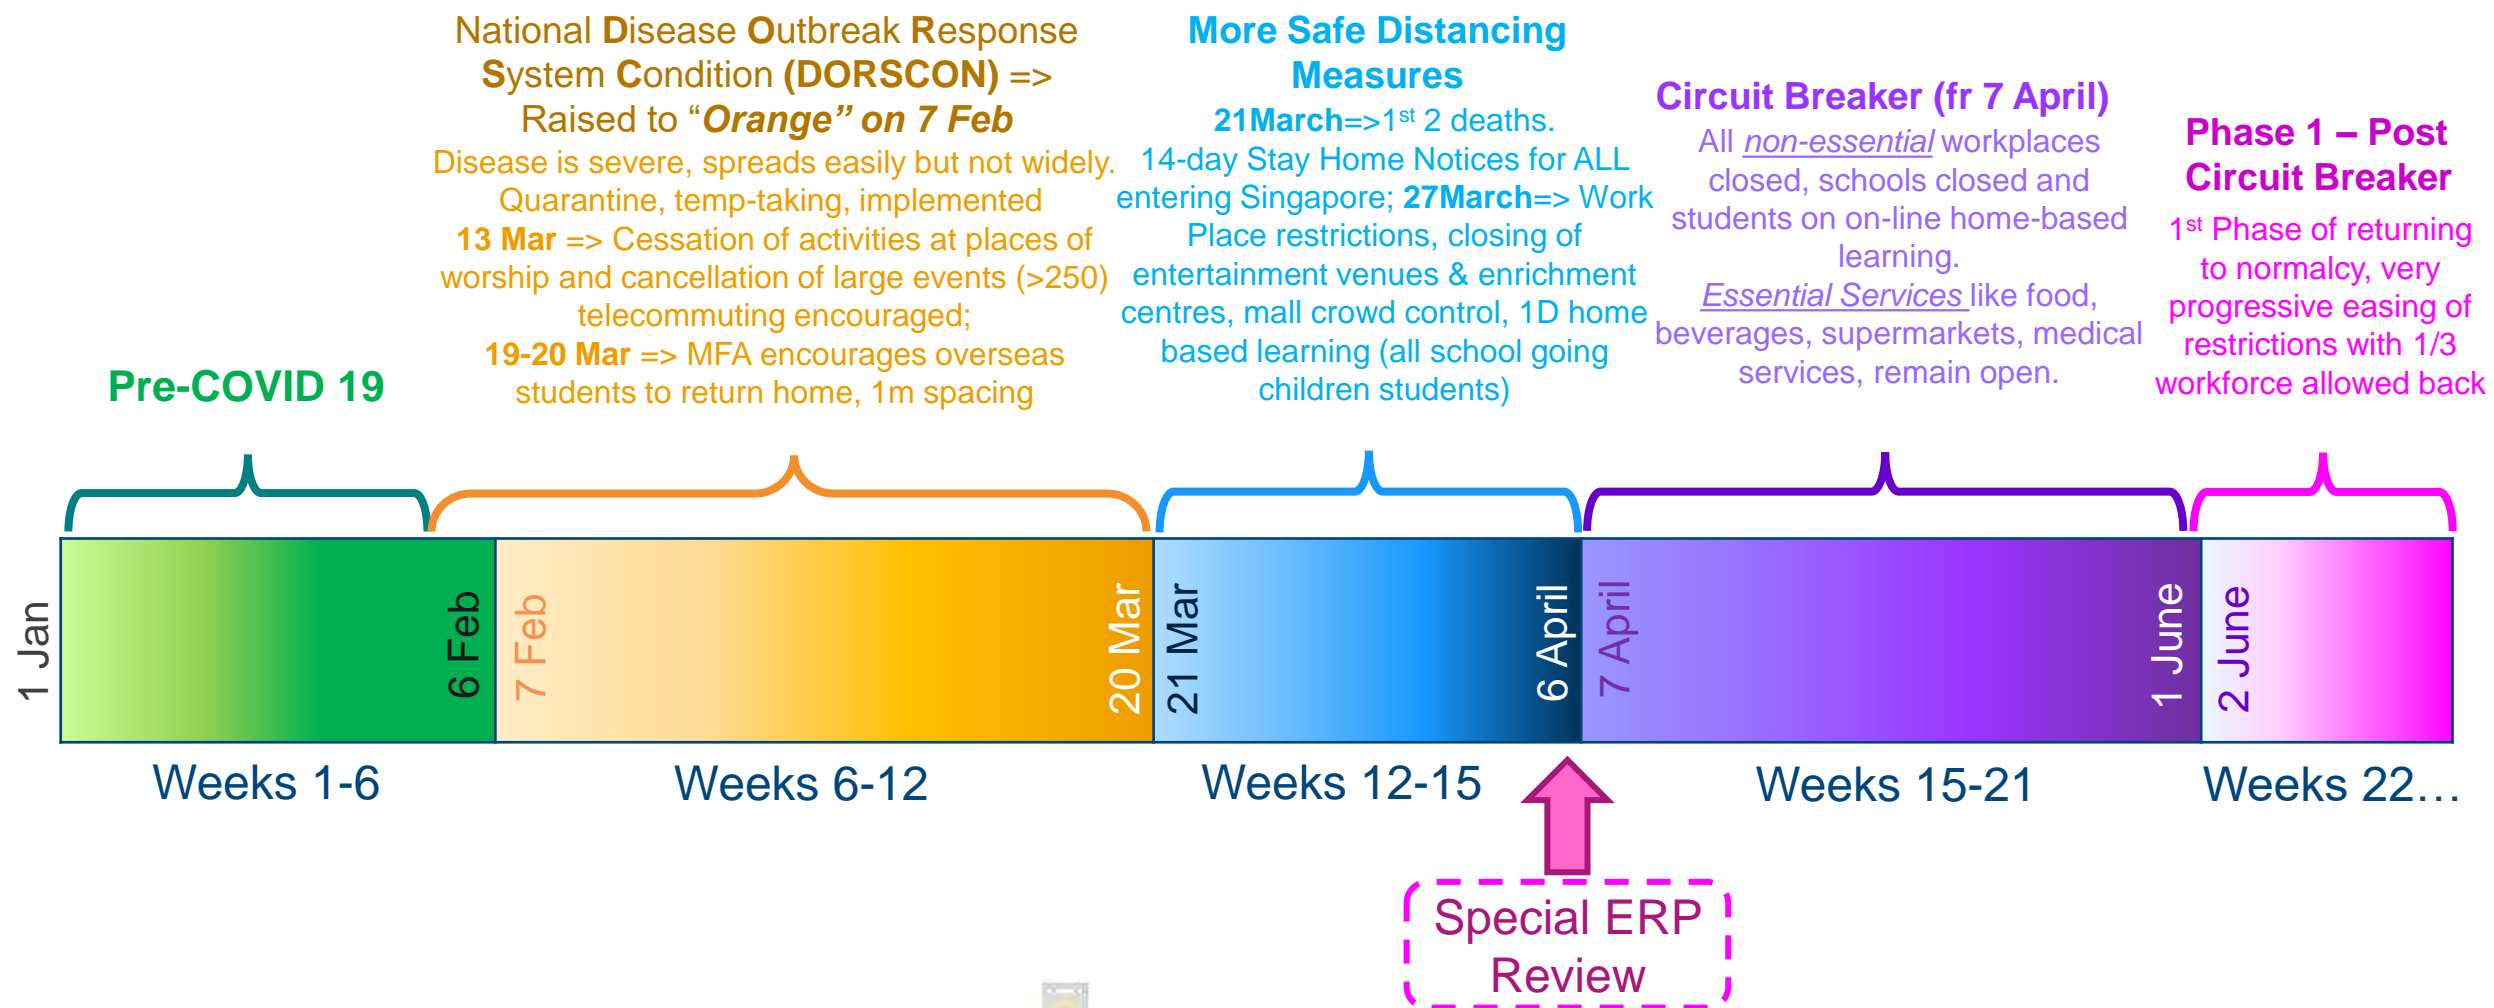 Pre-COVID 19
National Disease Outbreak Response
System Condition (DORSCON) =>
Raised to “Orange” on 7 Feb
Disease is severe, spreads easily but not widely.
Quarantine, temp-taking, implemented
13 Mar => Cessation of activities at places of
worship and cancellation of large events (>250)
telecommuting encouraged;
19-20 Mar => MFA encourages overseas
students to return home, 1m spacing
More Safe Distancing
Measures
21March=>1st 2 deaths.
14-day Stay Home Notices for ALL
entering Singapore; 27March=> Work
Place restrictions, closing of
entertainment venues & enrichment
centres, mall crowd control, 1D home
based learning (all school going
children students)
Circuit Breaker (fr 7 April)
All non-essential workplaces
closed, schools closed and
students on on-line home-based
learning.
Essential Services like food,
beverages, supermarkets, medical
services, remain open.
Phase 1 – Post
Circuit Breaker
1st Phase of returning
to normalcy, very
progressive easing of
restrictions with 1/3
workforce allowed back
1 Jan
6 Feb
7 Feb
20 Mar
21 Mar
6 April
7 April
1 June
2 June
Weeks 1-6
Weeks 6-12
Weeks 12-15
Weeks 15-21
Weeks 22…
Special ERP
Review